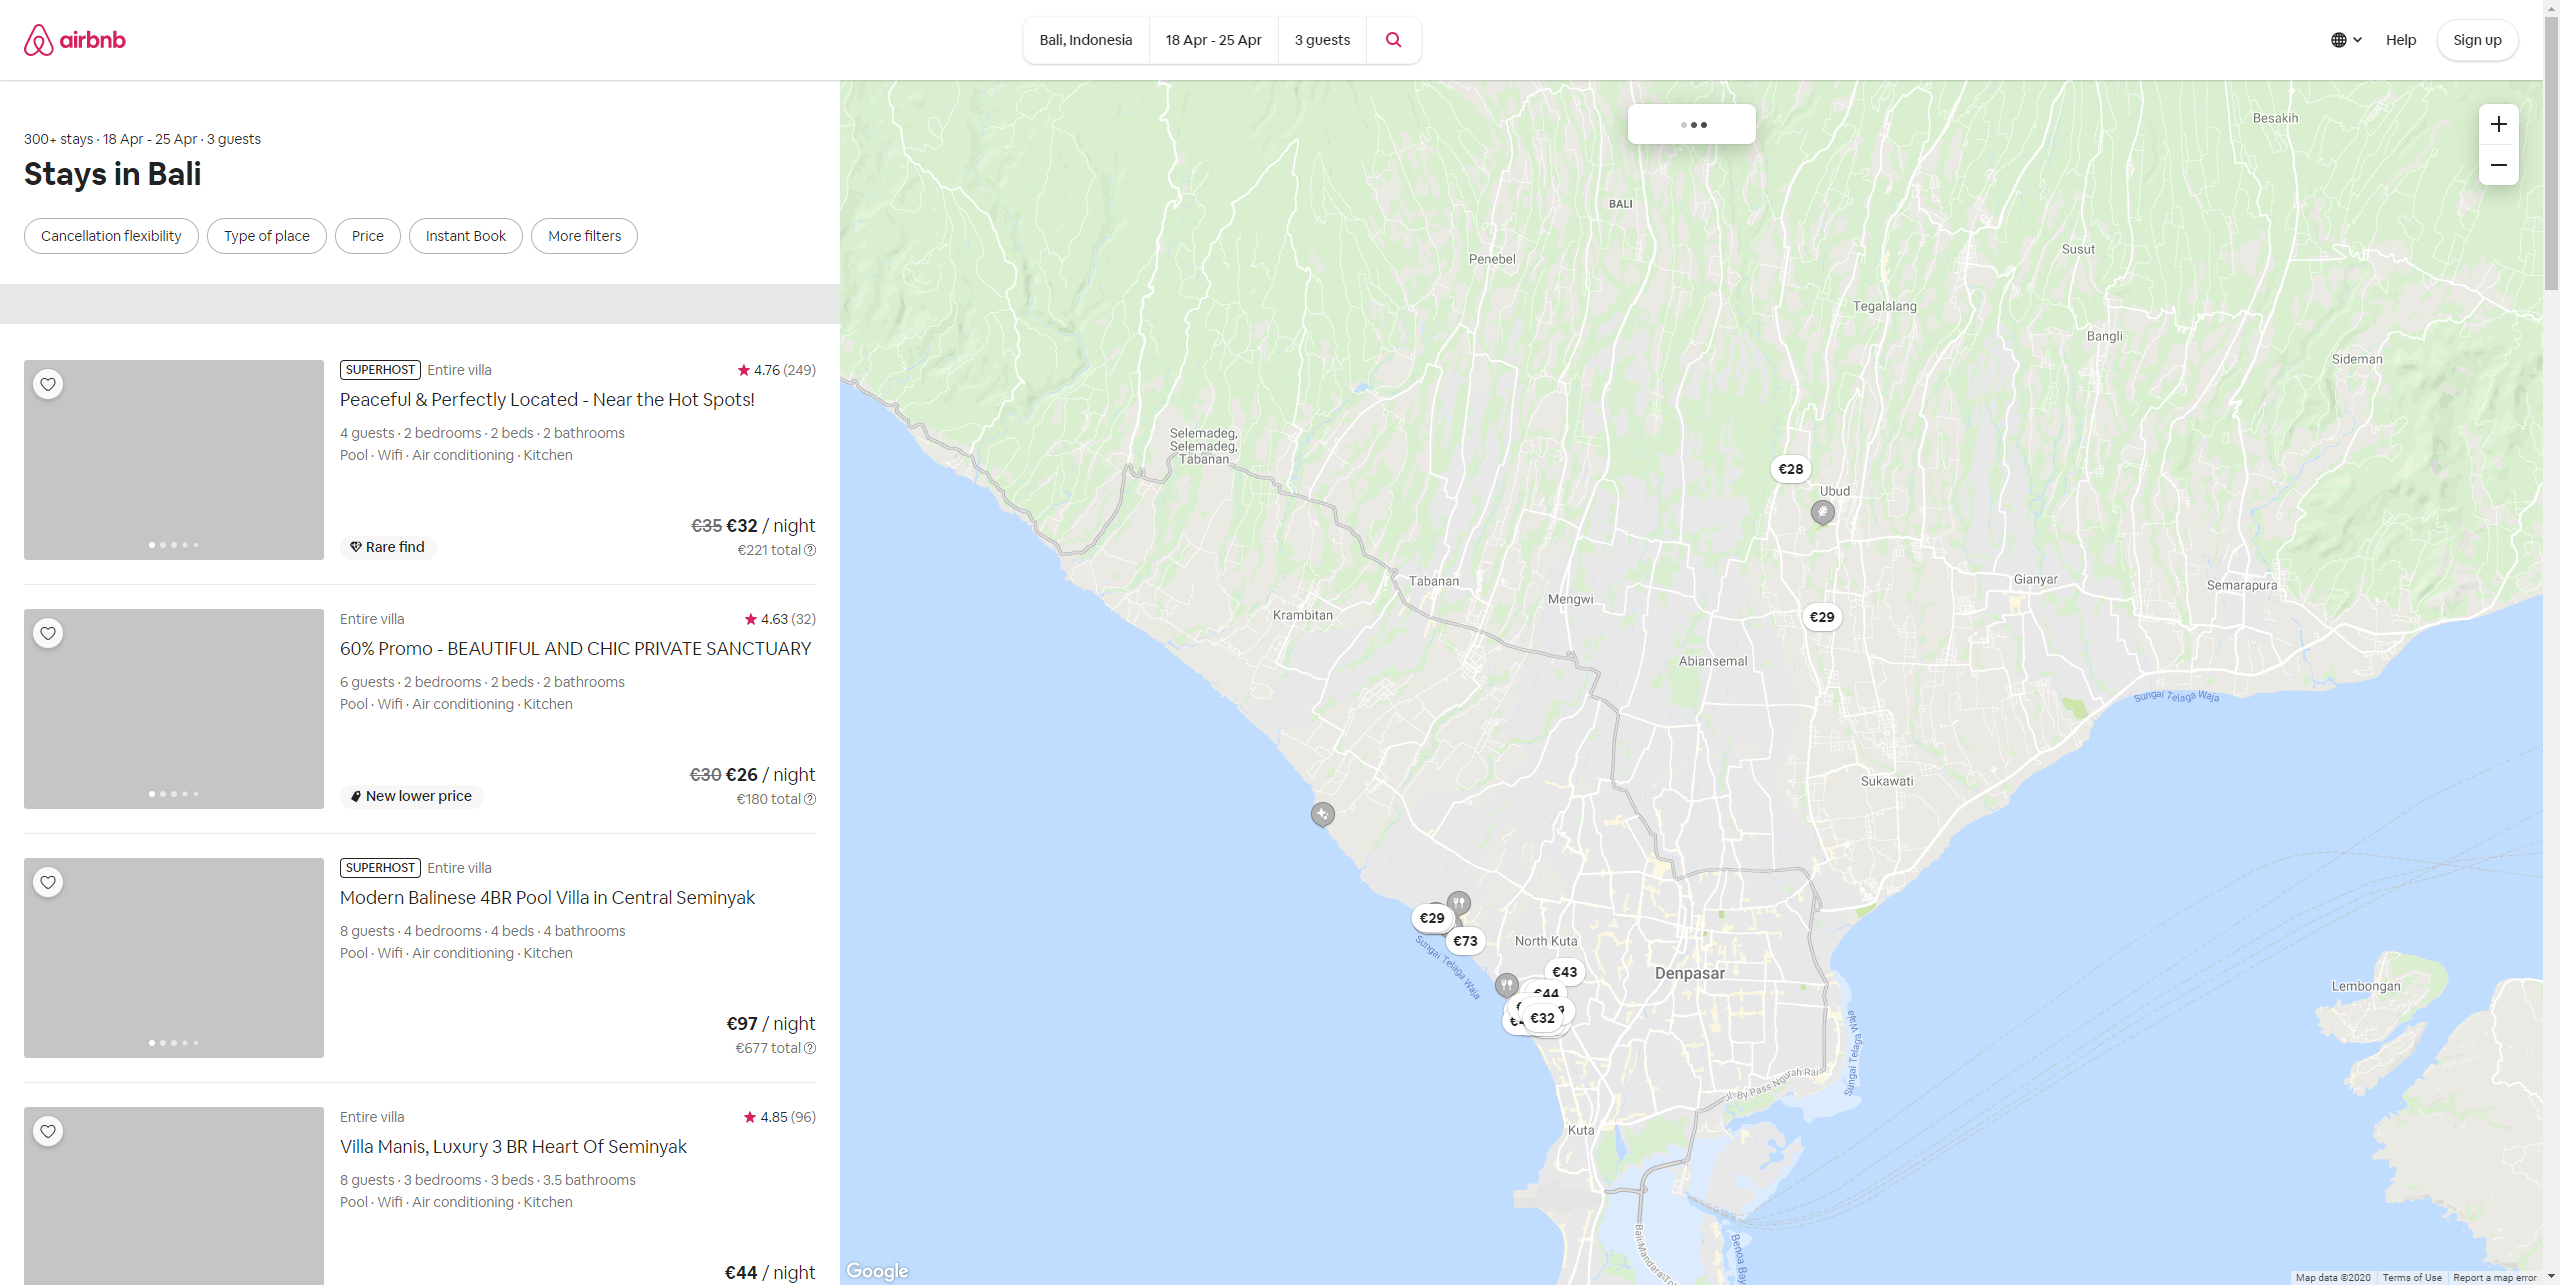 airbnb
Bali, Indonesia
18 Apr - 25 Apr
3 guests
Help
Sign up
300+ stays · 18 Apr - 25 Apr · 3 guests
Stays in Bali
Cancellation flexibility
Type of place
Price
Instant Book
More filters
SUPERHOST Entire villa
4.76 (249)
Peaceful & Perfectly Located - Near the Hot Spots!
4 guests · 2 bedrooms · 2 beds · 2 bathrooms
Pool · Wifi · Air conditioning · Kitchen
€35 €32 / night
Rare find
€221 total
Entire villa
4.63 (32)
60% Promo - BEAUTIFUL AND CHIC PRIVATE SANCTUARY
6 guests · 2 bedrooms · 2 beds · 2 bathrooms
Pool · Wifi · Air conditioning · Kitchen
€30 €26 / night
New lower price
€180 total
SUPERHOST Entire villa
Modern Balinese 4BR Pool Villa in Central Seminyak
8 guests · 4 bedrooms · 4 beds · 4 bathrooms
Pool · Wifi · Air conditioning · Kitchen
€97 / night
€677 total
Entire villa
4.85 (96)
Villa Manis, Luxury 3 BR Heart Of Seminyak
8 guests · 3 bedrooms · 3 beds · 3.5 bathrooms
Pool · Wifi · Air conditioning · Kitchen
€44 / night
Besakih
BALI
Susut
Penebel
Tegalalang
Bangli
Sideman
Selemadeg,
Selemadeg,
Tabanan
€28
Ubud
Tabanan
Gianyar
Semarapura
Mengwi
Krambitan
€29
Abiansemal
Sungai Telaga Waja
Sukawati
€29
€73
North Kuta
Sungai Telaga Waja
€43
Denpasar
€44
Lembongan
€32
Sungai Telaga Waja
Jl. By Pass Ngurah Rai
Kuta
Benoa Bay
Google
Map data ©2020
Terms of Use
Report a map error